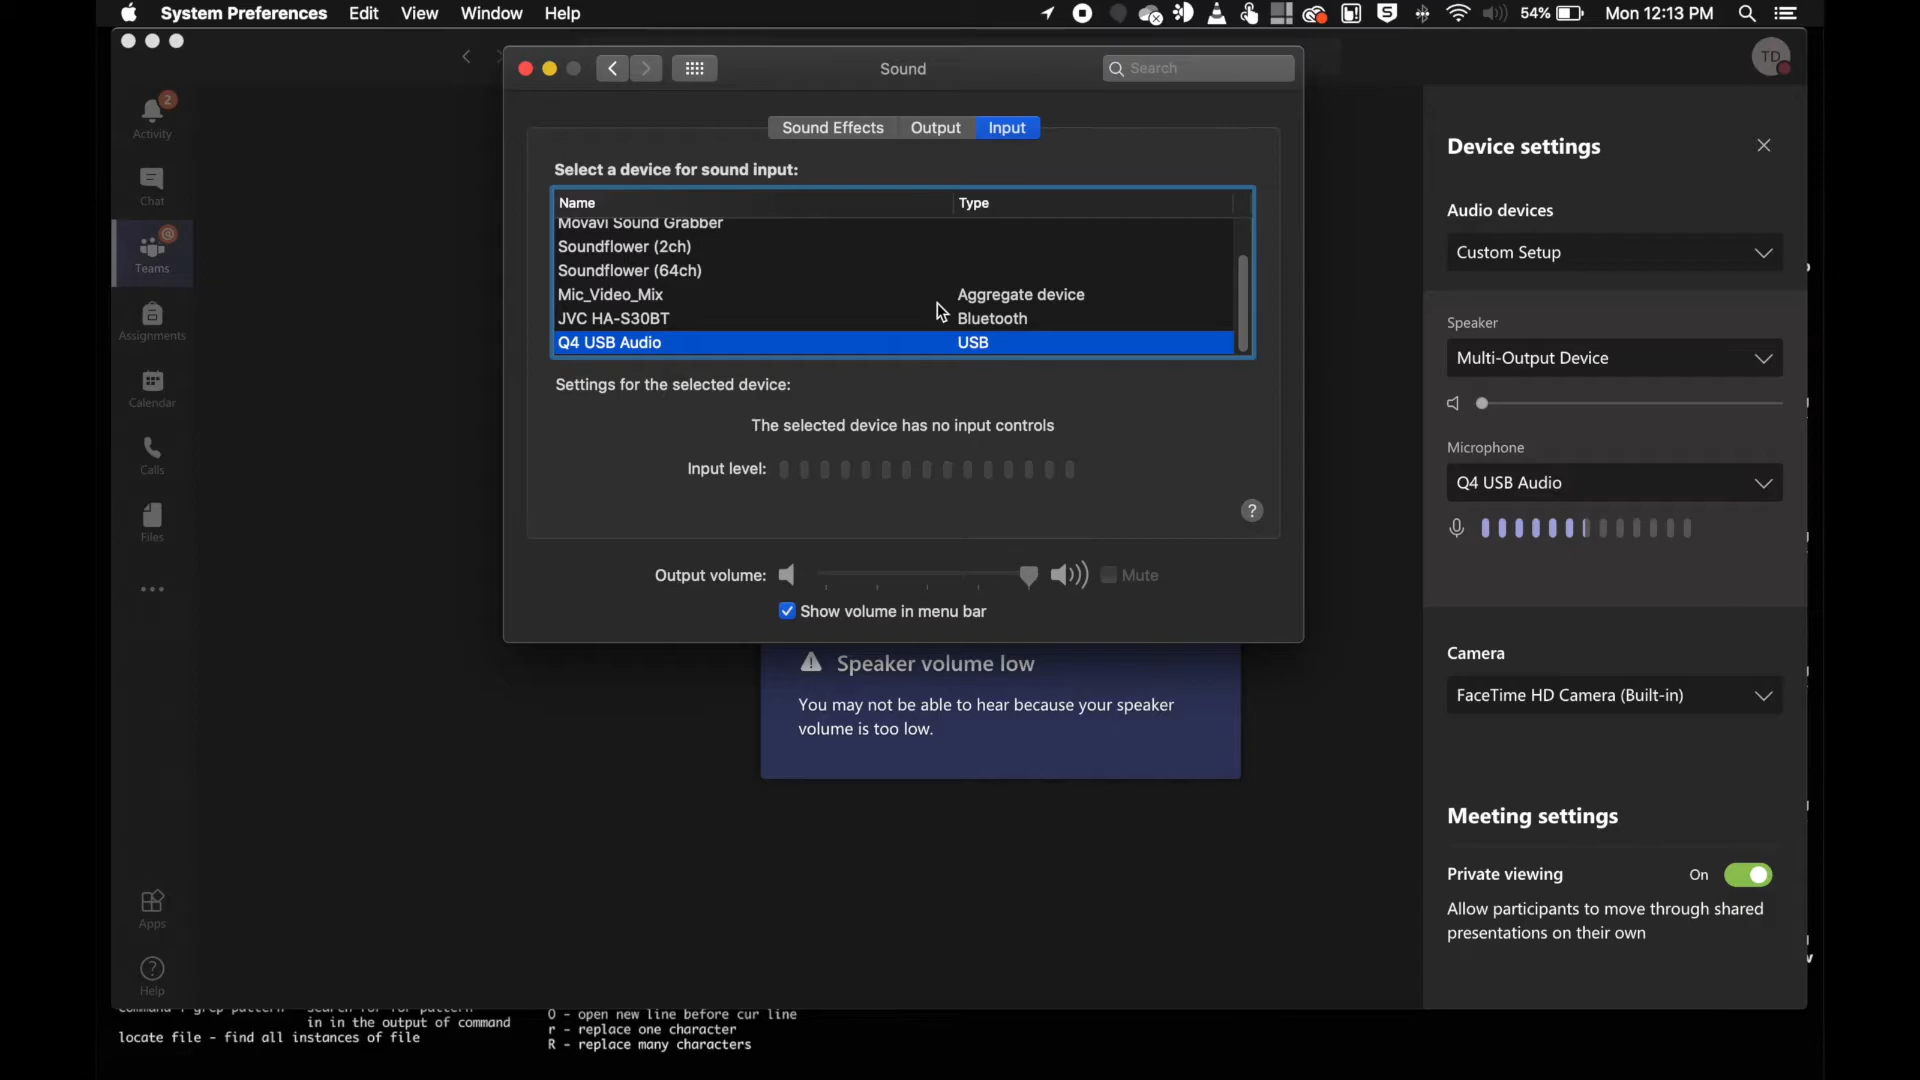 System Preferences Edit View Window Help
54% Mon 12:13 PM
TD
2
Activity
Chat
Teams
Assignments
Calendar
Calls
Files
Apps
Help
Sound
Search
Sound Effects Output Input
Select a device for sound input:
Name Type
Movavi Sound Grabber
Soundflower (2ch)
Soundflower (64ch)
Mic_Video_Mix Aggregate device
JVC HA-S30BT Bluetooth
Q4 USB Audio USB
Settings for the selected device:
The selected device has no input controls
Input level:
?
Output volume: Mute
Show volume in menu bar
Speaker volume low
You may not be able to hear because your speaker
volume is too low.
Device settings
Audio devices
Custom Setup
Speaker
Multi-Output Device
Microphone
Q4 USB Audio
Camera
FaceTime HD Camera (Built-in)
Meeting settings
Private viewing On
Allow participants to move through shared
presentations on their own
in in the output of command
locate file - find all instances of file
O - open new line before cur line
r - replace one character
R - replace many characters